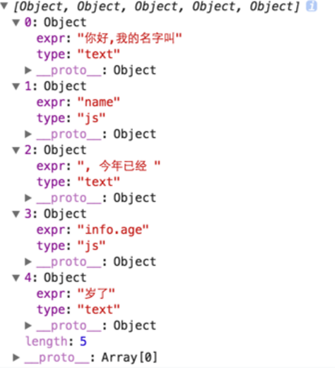 [Object, Object, Object, Object, Object] i
0: Object
expr: "你好,我的名字叫"
type: "text"
__proto__: Object
1: Object
expr: "name"
type: "js"
__proto__: Object
2: Object
expr: ", 今年已经 "
type: "text"
__proto__: Object
3: Object
expr: "info.age"
type: "js"
__proto__: Object
4: Object
expr: "岁了"
type: "text"
__proto__: Object
length: 5
__proto__: Array[0]